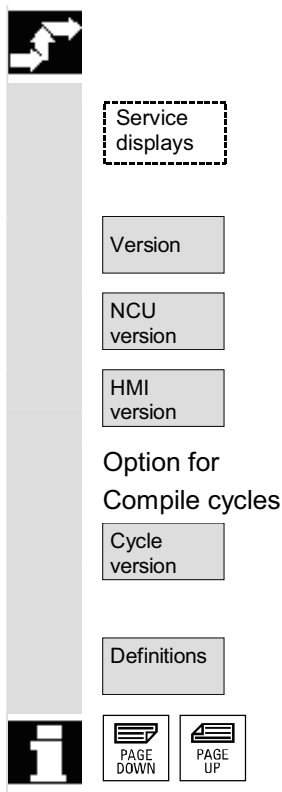 Service
displays
Version
NCU
version
HMI
version
Option for
Compile cycles
Cycle
version
Definitions
PAGE
DOWN
PAGE
UP